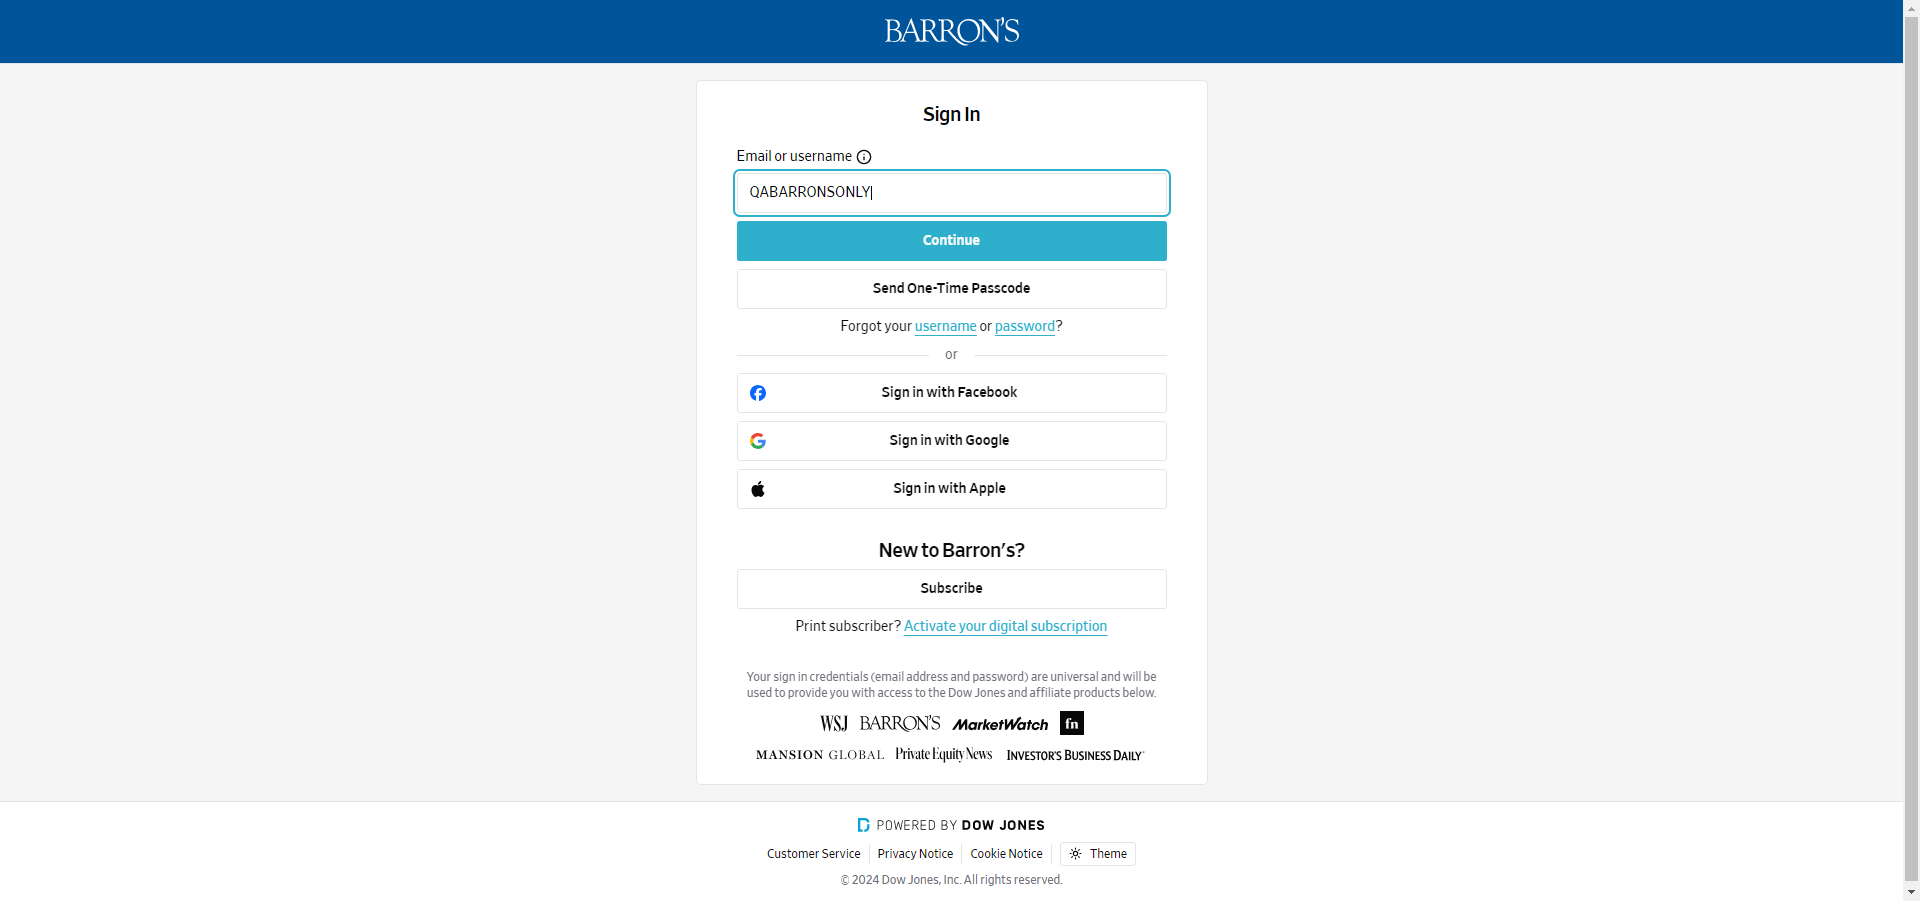 BARRON'S
Sign In
Email or username
QABARRONSONLY
Continue
Send One-Time Passcode
Forgot your username or password?
or
Sign in with Facebook
Sign in with Google
Sign in with Apple
New to Barron's?
Subscribe
Print subscriber? Activate your digital subscription
Your sign in credentials (email address and password) are universal and will be
used to provide you with access to the Dow Jones and affiliate products below.
WSJ BARRON'S MarketWatch fn
MANSION GLOBAL Private Equity News INVESTOR'S BUSINESS DAILY
POWERED BY DOW JONES
Customer Service Privacy Notice Cookie Notice Theme
© 2024 Dow Jones, Inc. All rights reserved.